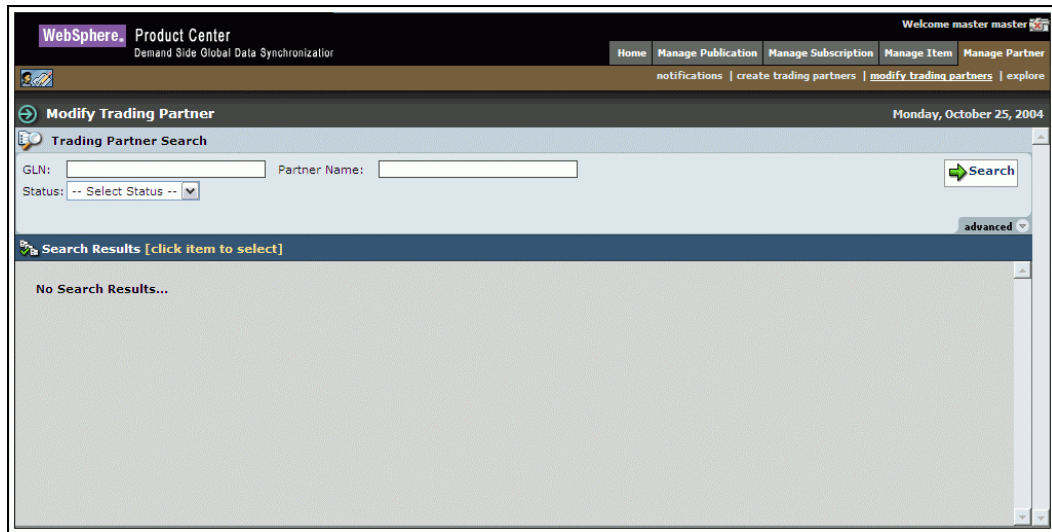 Welcome master master
WebSphere. Product Center
Demand Side Global Data Synchronization
Home Manage Publication Manage Subscription Manage Item Manage Partner
notifications | create trading partners | modify trading partners | explore
Modify Trading Partner
Monday, October 25, 2004
Trading Partner Search
GLN:
Partner Name:
Search
Status: -- Select Status --
advanced
Search Results [click item to select]
No Search Results...